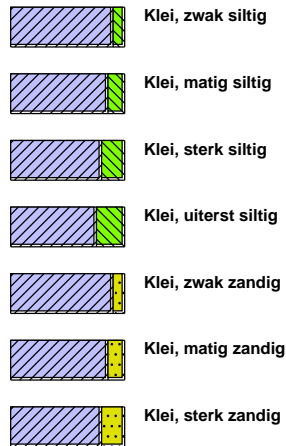 Klei, zwak siltig
Klei, matig siltig
Klei, sterk siltig
Klei, uiterst siltig
Klei, zwak zandig
Klei, matig zandig
Klei, sterk zandig